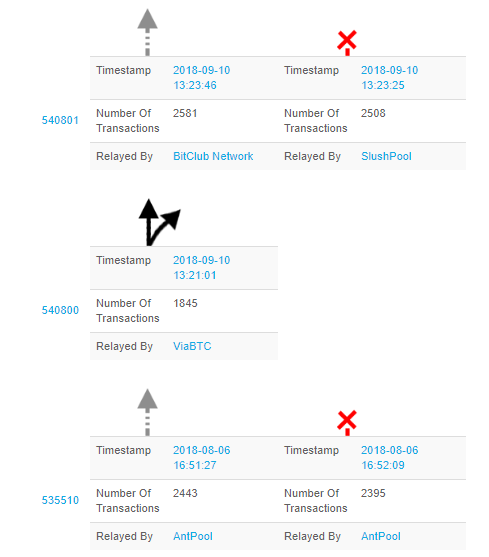 Timestamp 2018-09-10 Timestamp 2018-09-10
13:23:46 13:23:25
Number Of 2581 Number Of 2508
540801
Transactions Transactions
Relayed By BitClub Network Relayed By SlushPool
Timestamp 2018-09-10
13:21:01
Number Of 1845
540800
Transactions
Relayed By ViaBTC
Timestamp 2018-08-06 Timestamp 2018-08-06
16:51:27 16:52:09
Number Of 2443 Number Of 2395
535510
Transactions Transactions
Relayed By AntPool Relayed By AntPool